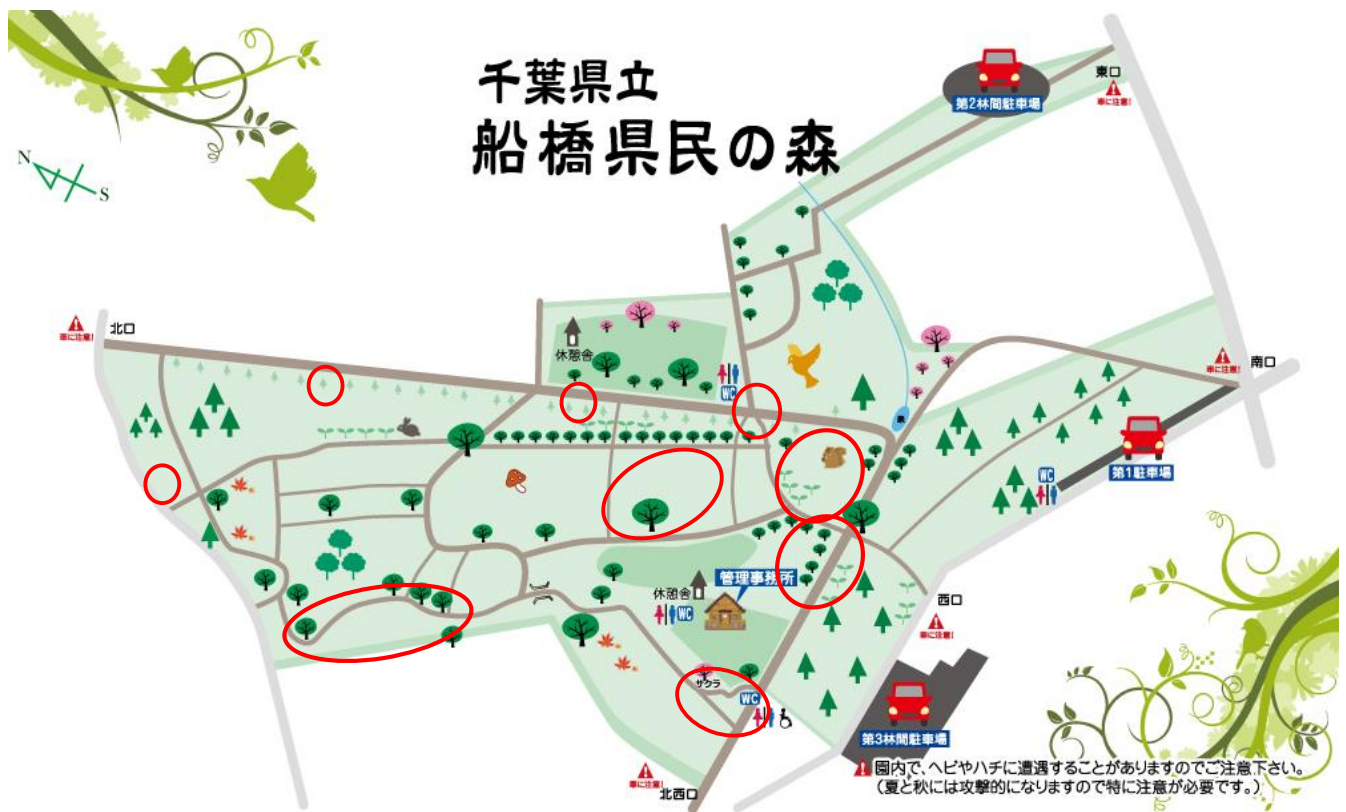 千葉県立
船橋県民の森
N
S
第2林間駐車場
東口
車に注意!
北口
車に注意!
休憩舎
WC
泉
車に注意!
南口
第1駐車場
WC
管理事務所
休憩舎
WC
サクラ
WC
西口
車に注意!
第3林間駐車場
車に注意!
北西口
園内で、ヘビやハチに遭遇することがありますのでご注意下さい。
(夏と秋には攻撃的になりますので特に注意が必要です。)